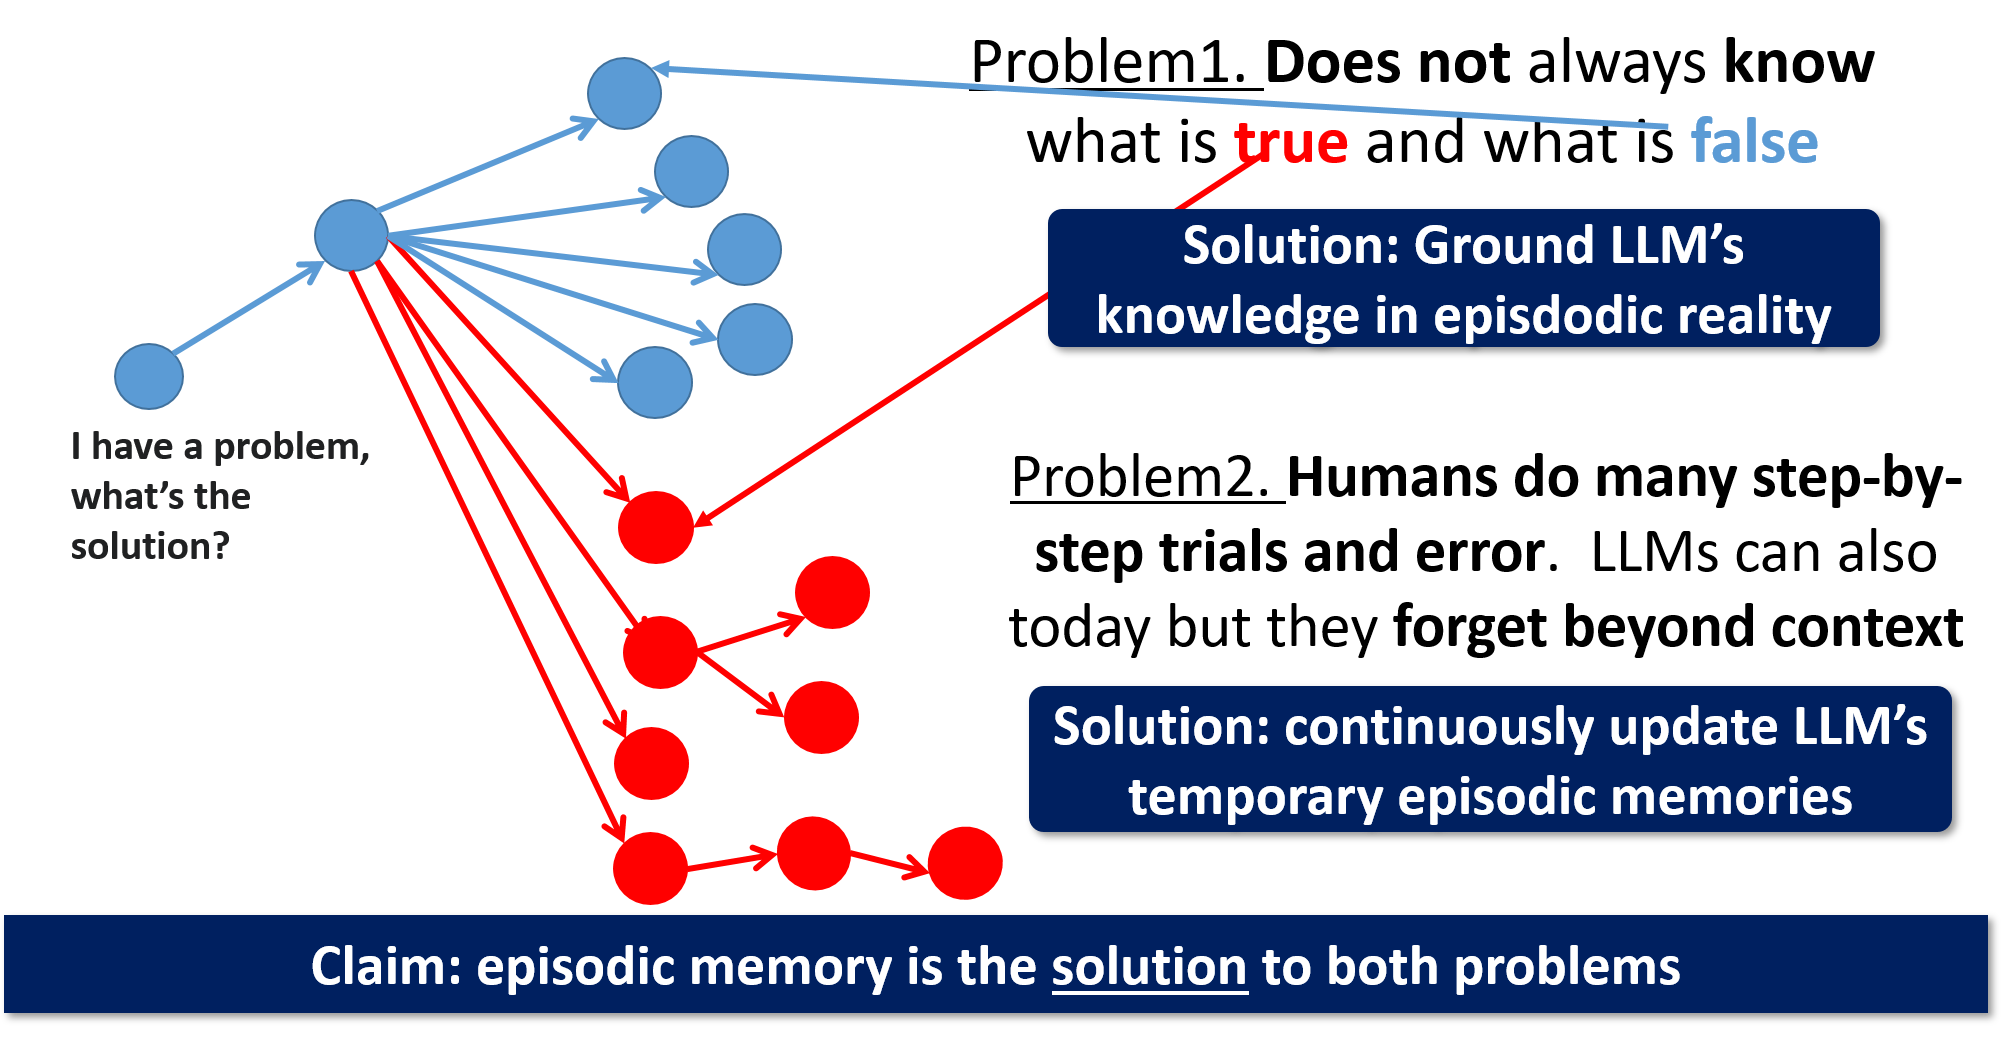 Problem1. Does not always know
what is true and what is false
Solution: Ground LLM’s
knowledge in episdodic reality
I have a problem,
what’s the
solution?
Problem2. Humans do many step-by-
step trials and error. LLMs can also
today but they forget beyond context
Solution: continuously update LLM’s
temporary episodic memories
Claim: episodic memory is the solution to both problems